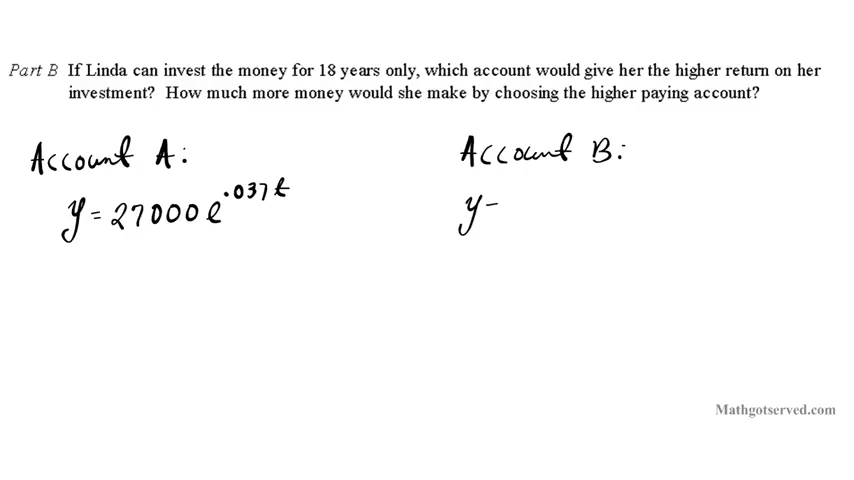 Part B If Linda can invest the money for 18 years only, which account would give her the higher return on her
investment? How much more money would she make by choosing the higher paying account?
Account A:
Account B:
y = 27000e^.037t
y =
Mathgotserved.com